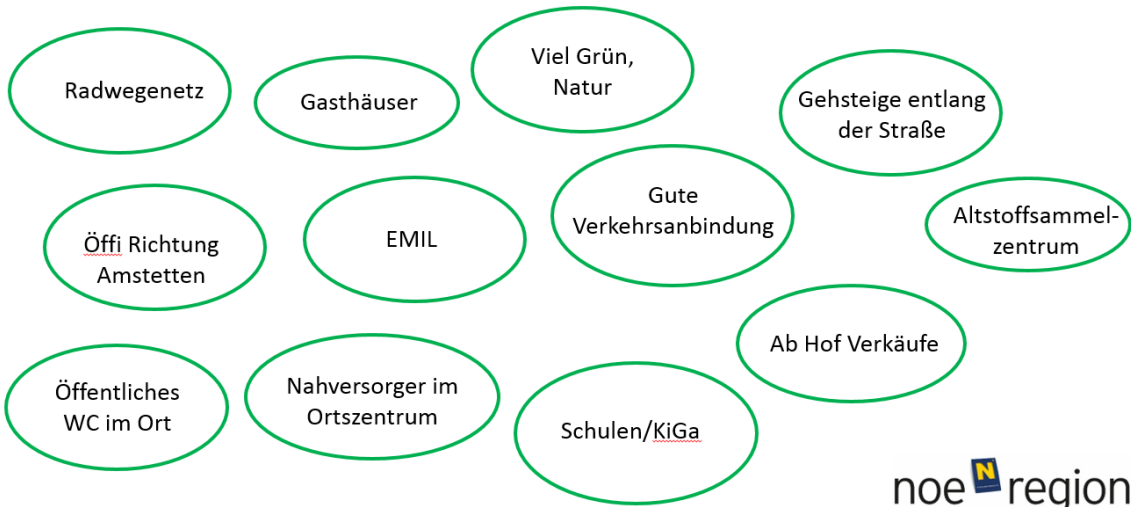 Radwegenetz
Gasthäuser
Viel Grün,
Natur
Gehsteige entlang
der Straße
Öffi Richtung
Amstetten
EMIL
Gute
Verkehrsanbindung
Altstoffsammel-
zentrum
Öffentliches
WC im Ort
Nahversorger im
Ortszentrum
Schulen/KiGa
Ab Hof Verkäufe
noe N region